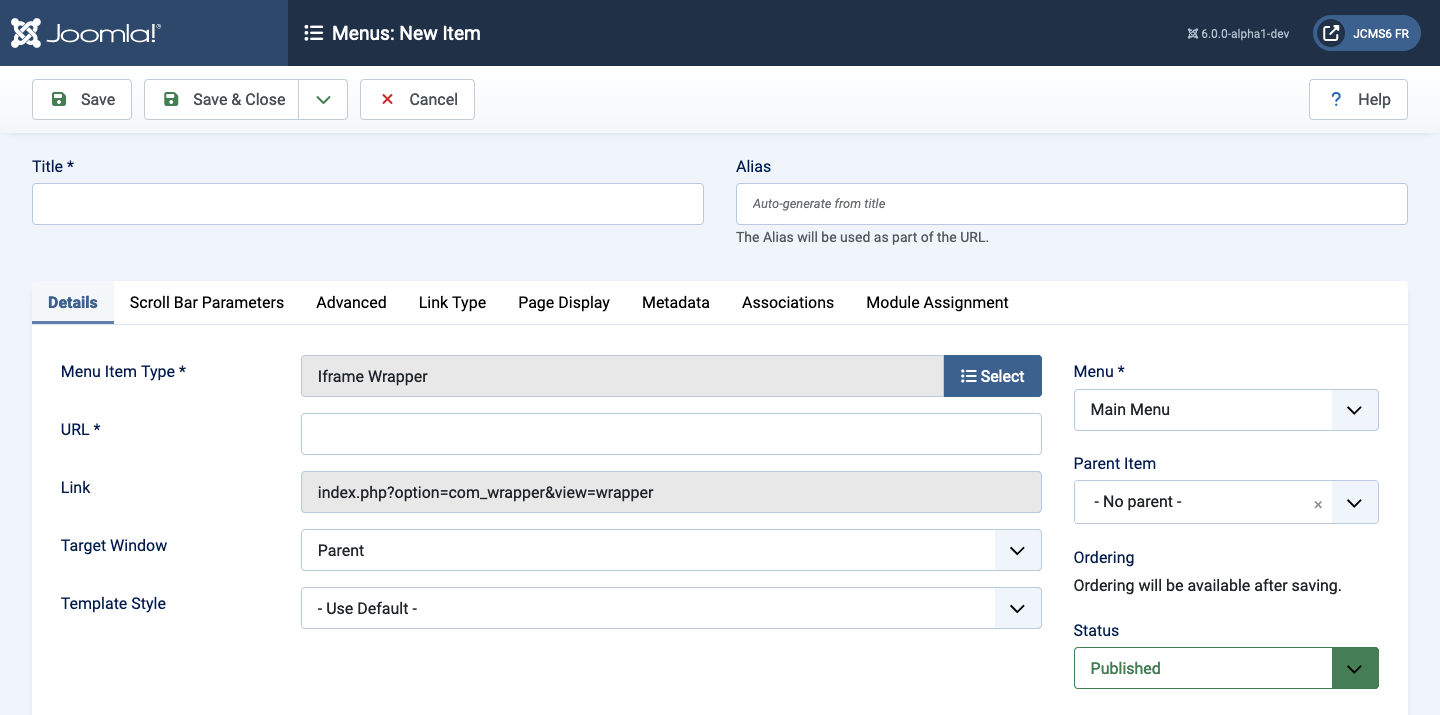 Joomla!®
Menus: New Item
6.0.0-alpha1-dev
JCMS6 FR
Save
Save & Close
Cancel
? Help
Title *
Alias
Auto-generate from title
The Alias will be used as part of the URL.
Details Scroll Bar Parameters Advanced Link Type Page Display Metadata Associations Module Assignment
Menu Item Type *
Iframe Wrapper
Select
URL *
Link
index.php?option=com_wrapper&view=wrapper
Target Window
Parent
Template Style
- Use Default -
Menu *
Main Menu
Parent Item
- No parent -
Ordering
Ordering will be available after saving.
Status
Published